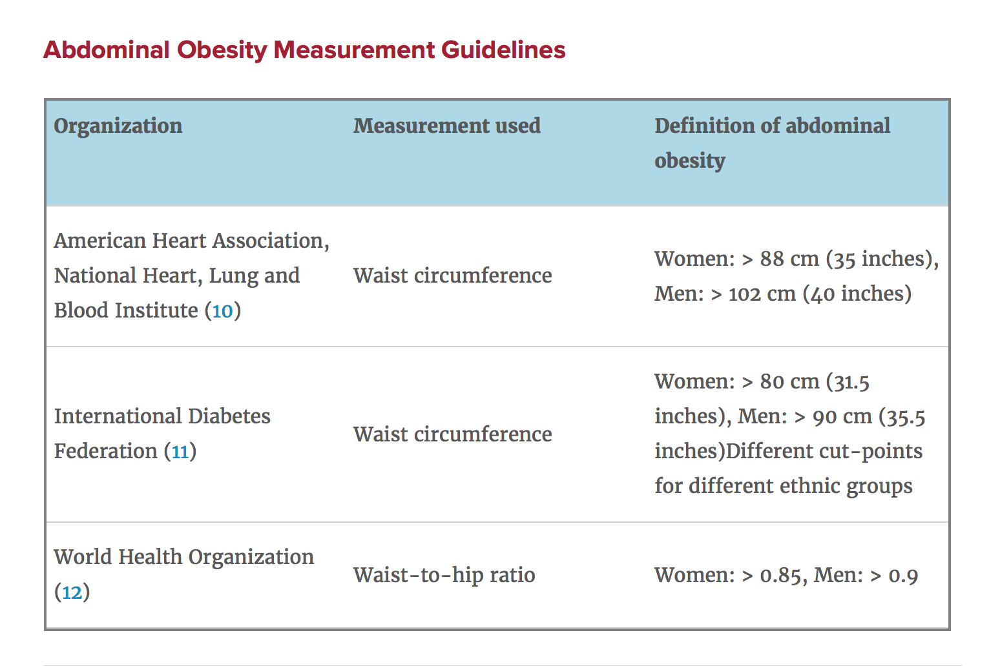 Abdominal Obesity Measurement Guidelines
Organization
Measurement used
Definition of abdominal
obesity
American Heart Association,
National Heart, Lung and
Blood Institute (10)
Waist circumference
Women: > 88 cm (35 inches),
Men: > 102 cm (40 inches)
International Diabetes
Federation (11)
Waist circumference
Women: > 80 cm (31.5
inches), Men: > 90 cm (35.5
inches)Different cut-points
for different ethnic groups
World Health Organization
(12)
Waist-to-hip ratio
Women: > 0.85, Men: > 0.9